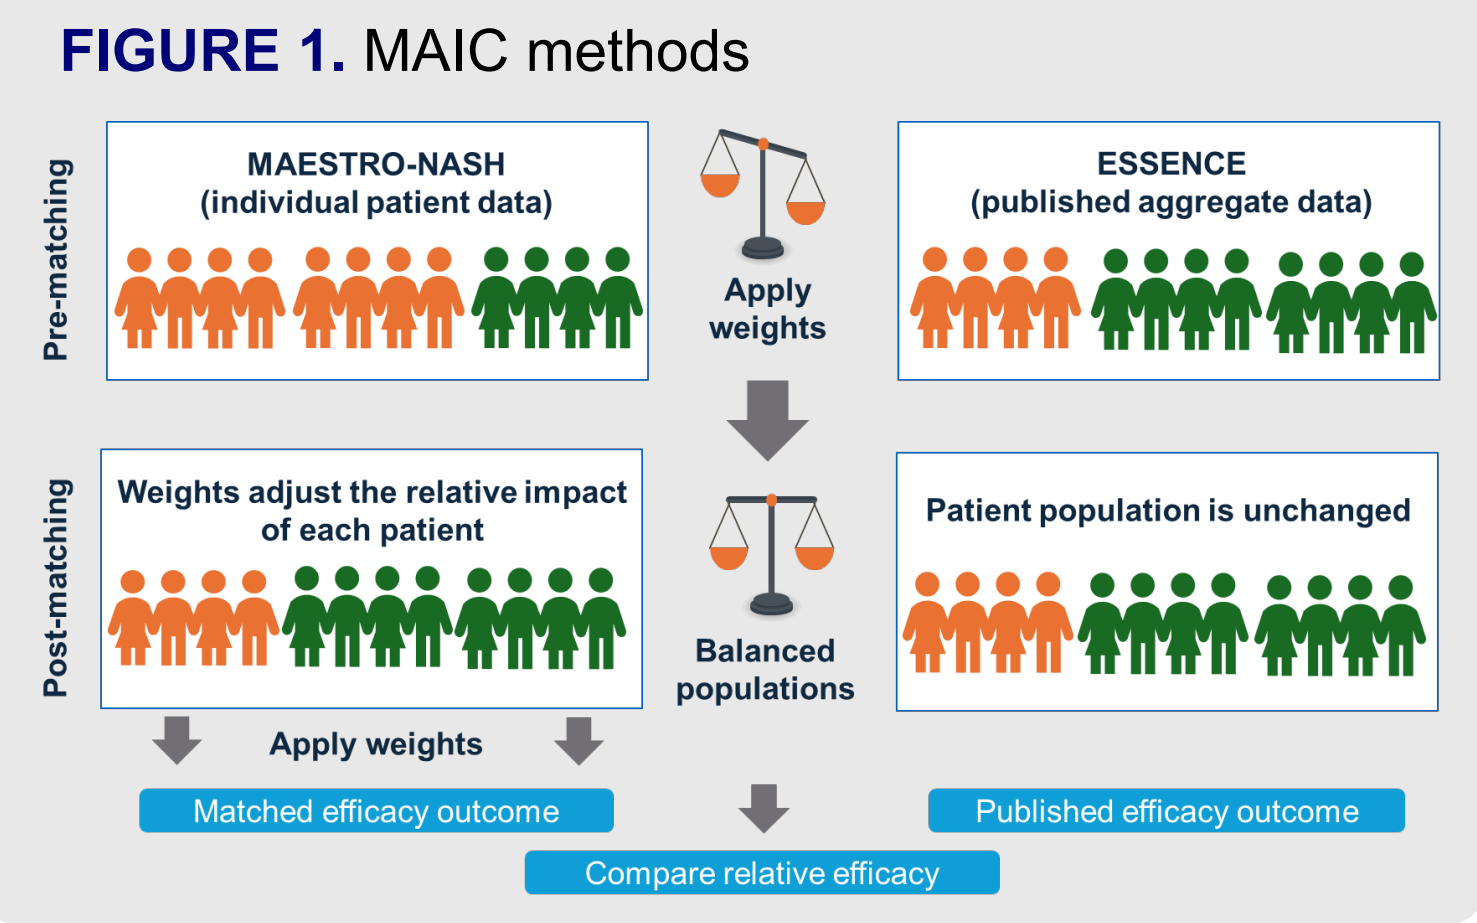 FIGURE 1. MAIC methods
Pre-matching
MAESTRO-NASH
(individual patient data)
Apply
weights
ESSENCE
(published aggregate data)
Post-matching
Weights adjust the relative impact
of each patient
Balanced
populations
Patient population is unchanged
Apply weights
Matched efficacy outcome
Published efficacy outcome
Compare relative efficacy